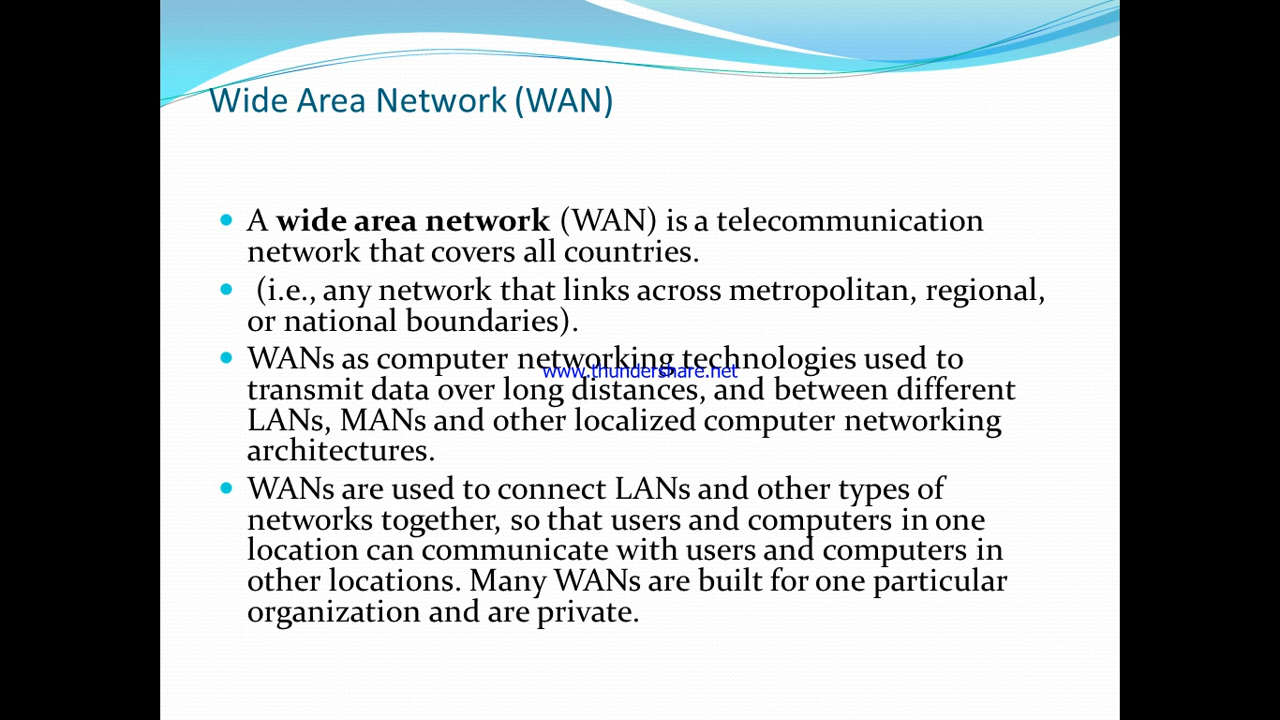 Wide Area Network (WAN)
• A wide area network (WAN) is a telecommunication
network that covers all countries.
• (i.e., any network that links across metropolitan, regional,
or national boundaries).
• WANs as computer networking technologies used to
www.thundershare.net
transmit data over long distances, and between different
LANs, MANs and other localized computer networking
architectures.
• WANs are used to connect LANs and other types of
networks together, so that users and computers in one
location can communicate with users and computers in
other locations. Many WANs are built for one particular
organization and are private.